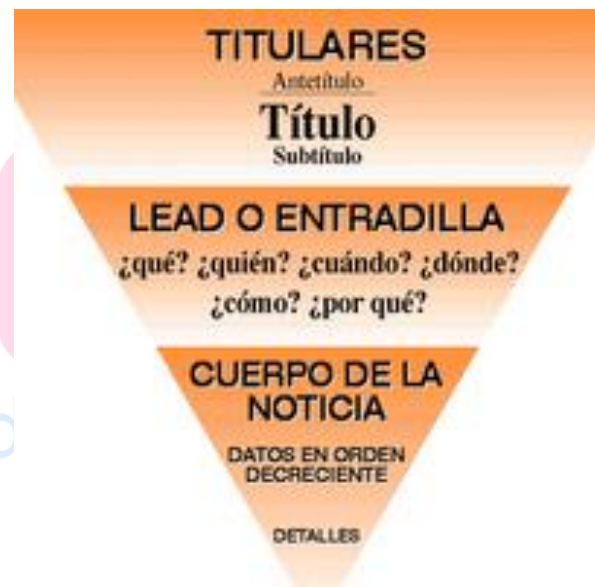 TITULARES
Antetítulo
Título
Subtítulo
LEAD O ENTRADILLA
¿qué? ¿quién? ¿cuándo? ¿dónde?
¿cómo? ¿por qué?
CUERPO DE LA
NOTICIA
DATOS EN ORDEN
DECRECIENTE
DETALLES